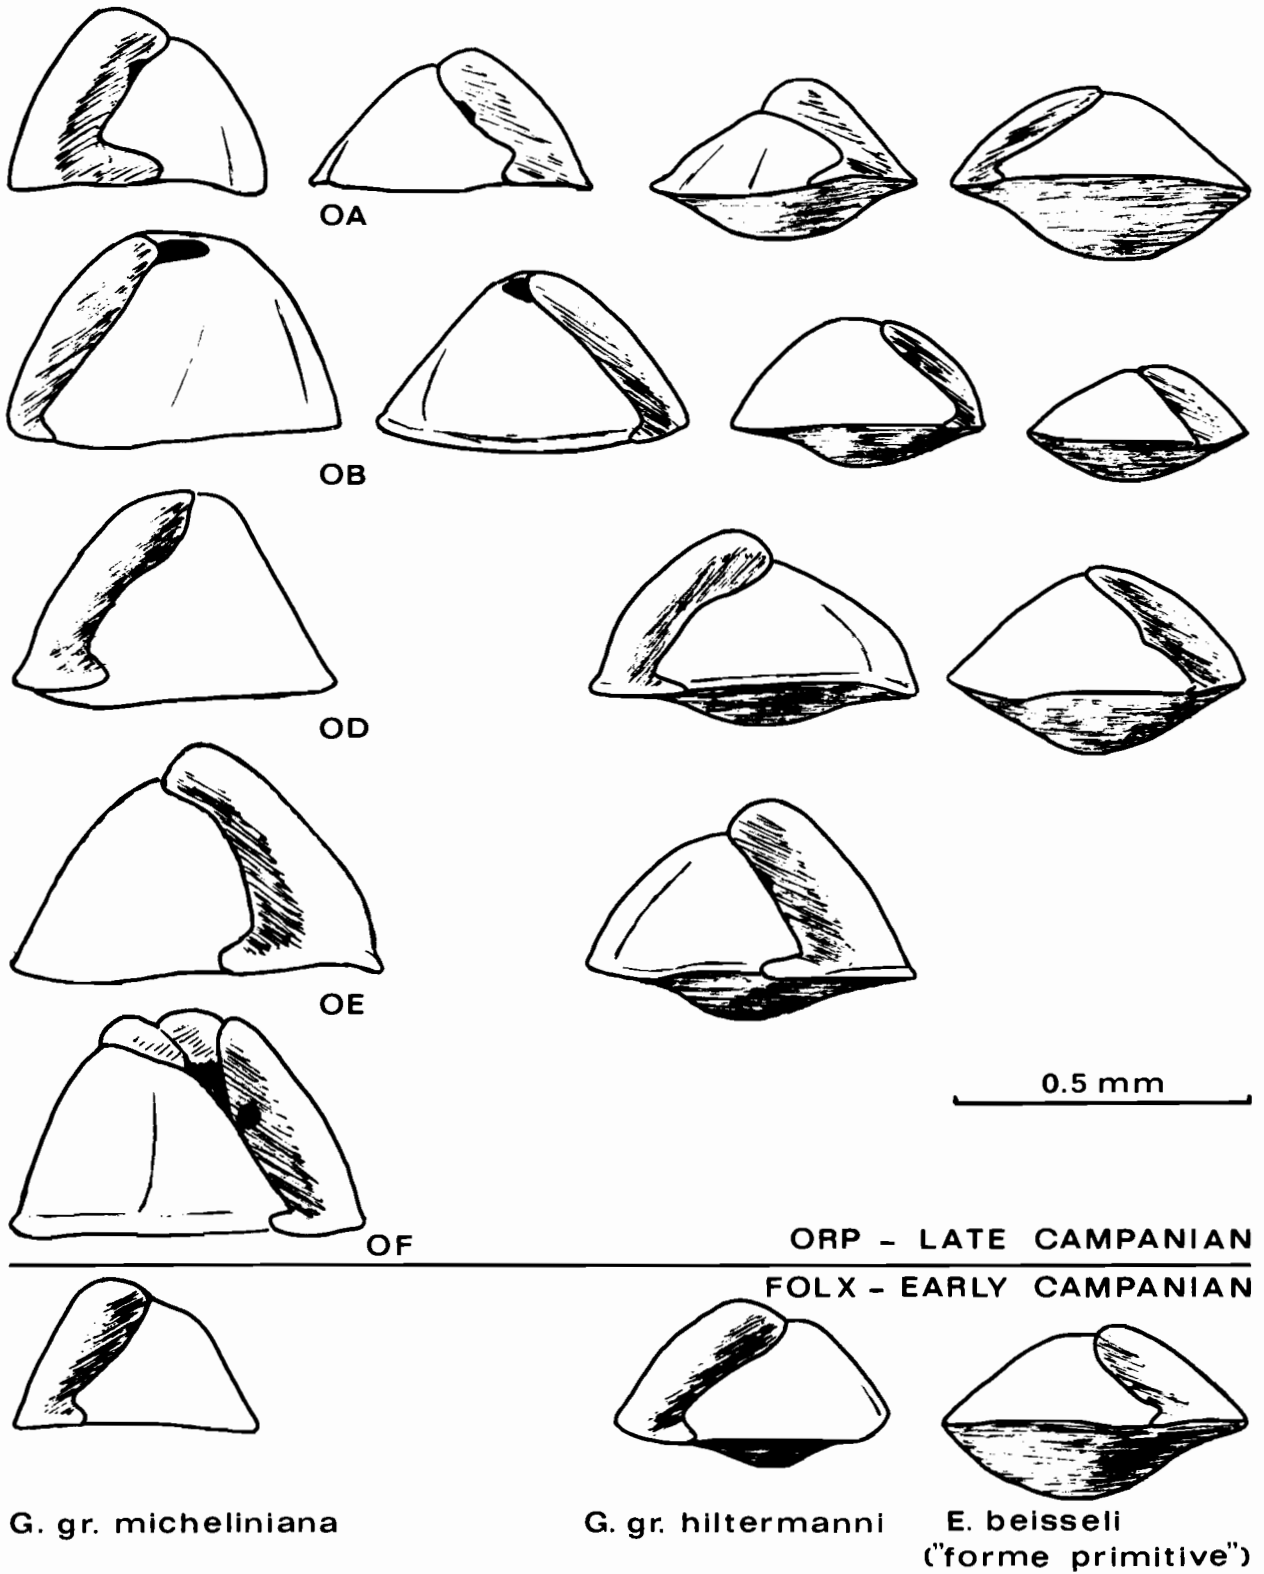 OA
OB
OD
OE
0.5 mm
OF
ORP - LATE CAMPANIAN
FOLX - EARLY CAMPANIAN
G. gr. micheliniana
G. gr. hiltermanni
E. beisseli
("forme primitive")